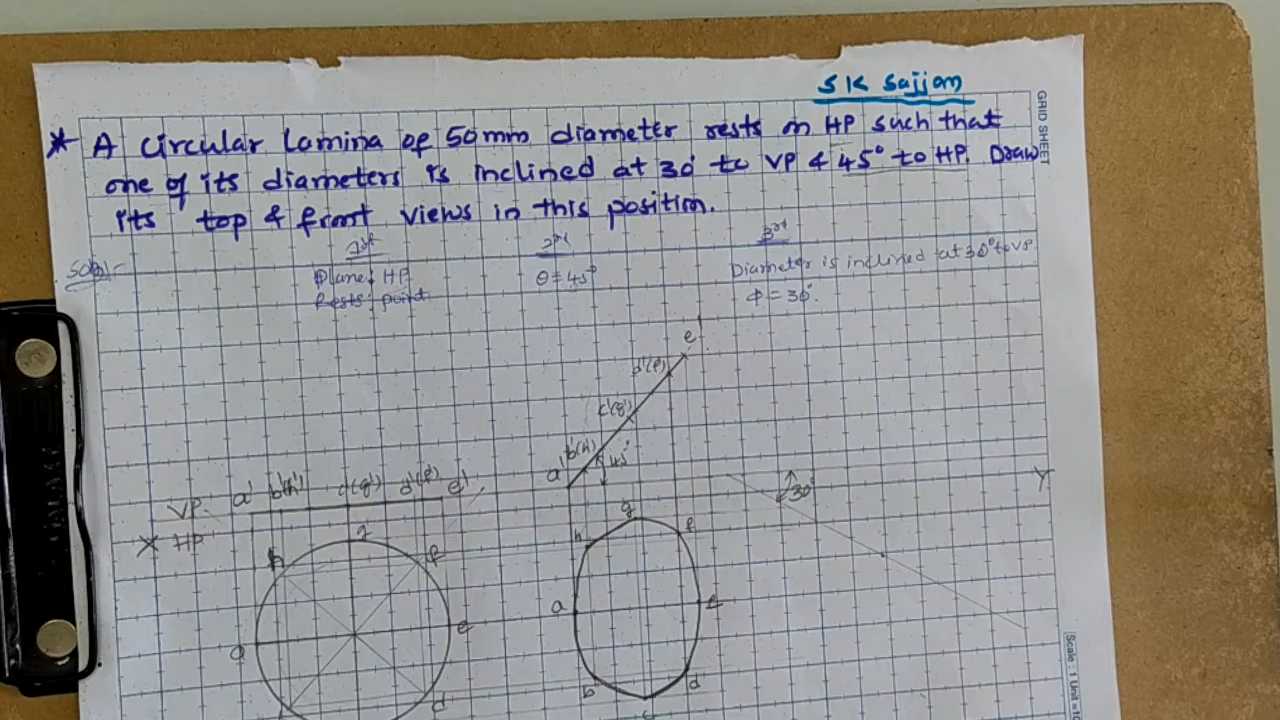 SK Sajjan
GRID SHEET
* A Circular Lamina of 50mm diameter rests on HP such that
one of its diameters is inclined at 30° to VP & 45° to HP. Draw
its top & front views in this position.
Soln:-
1st
2nd
3rd
Plane: HP
Rests: point
θ = 45°
Diameter is inclined at 30° to VP
Φ = 30°.
e
d'(f')
c'(g')
b'(h')
a'
45°
VP
a' b'(h') c'(g') d'(f') e'
30°
Y
X HP
g
h
f
a
e
b
d
c
g
h
f
a
e
d
Scale: 1 Unit = 1